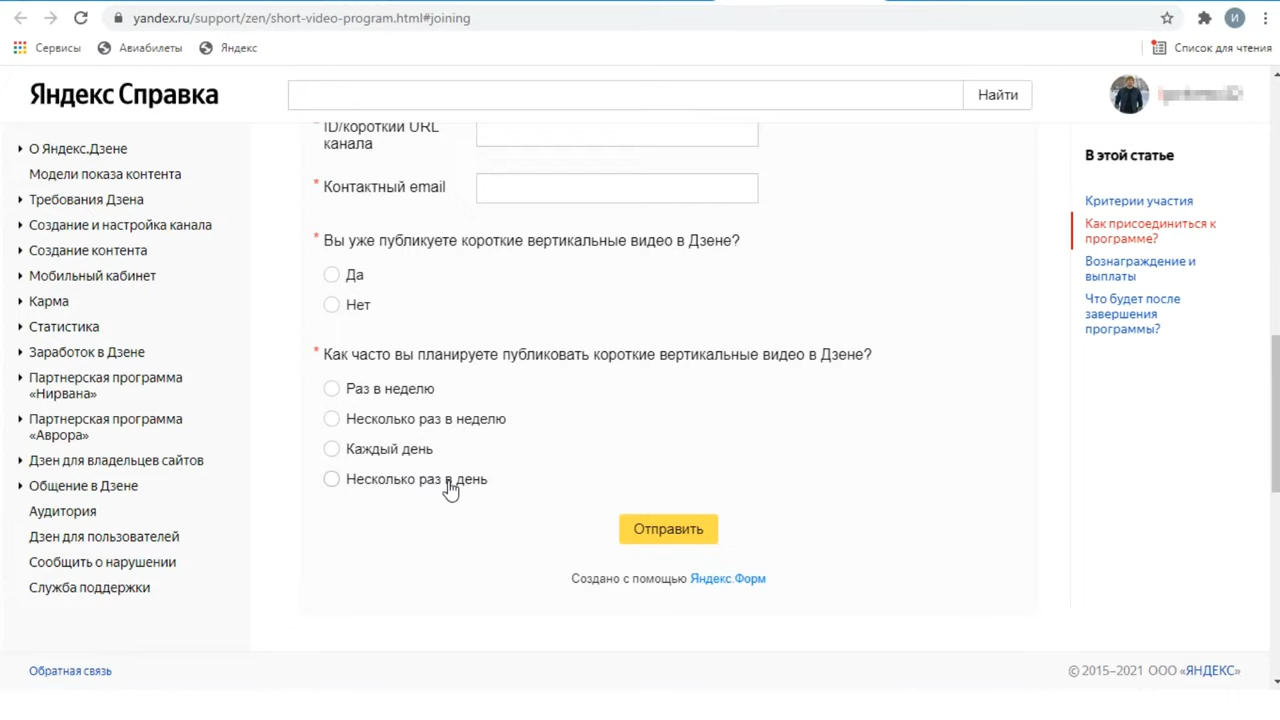 yandex.ru/support/zen/short-video-program.html#joining
И
Сервисы
Авиабилеты
Яндекс
Список для чтения
Яндекс Справка
Найти
О Яндекс.Дзене
Модели показа контента
Требования Дзена
Создание и настройка канала
Создание контента
Мобильный кабинет
Карма
Статистика
Заработок в Дзене
Партнерская программа
«Нирвана»
Партнерская программа
«Аврора»
Дзен для владельцев сайтов
Общение в Дзене
Аудитория
Дзен для пользователей
Сообщить о нарушении
Служба поддержки
* ID/короткий URL
канала
* Контактный email
* Вы уже публикуете короткие вертикальные видео в Дзене?
Да
Нет
* Как часто вы планируете публиковать короткие вертикальные видео в Дзене?
Раз в неделю
Несколько раз в неделю
Каждый день
Несколько раз в день
Отправить
Создано с помощью Яндекс.Форм
В этой статье
Критерии участия
Как присоединиться к
программе?
Вознаграждение и
выплаты
Что будет после
завершения
программы?
Обратная связь
© 2015–2021 ООО «ЯНДЕКС»